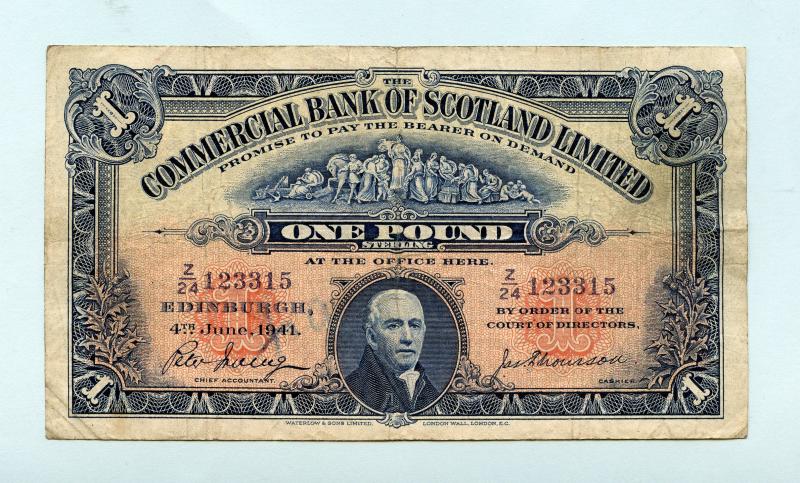 THE
COMMERCIAL BANK OF SCOTLAND LIMITED
PROMISE TO PAY THE BEARER ON DEMAND
1
1
ONE POUND
STERLING
AT THE OFFICE HERE.
Z/24 123315
Z/24 123315
EDINBURGH,
4TH June, 1941.
BY ORDER OF THE
COURT OF DIRECTORS.
CHIEF ACCOUNTANT.
CASHIER.
1
1
WATERLOW & SONS LIMITED. LONDON WALL, LONDON, E.C.